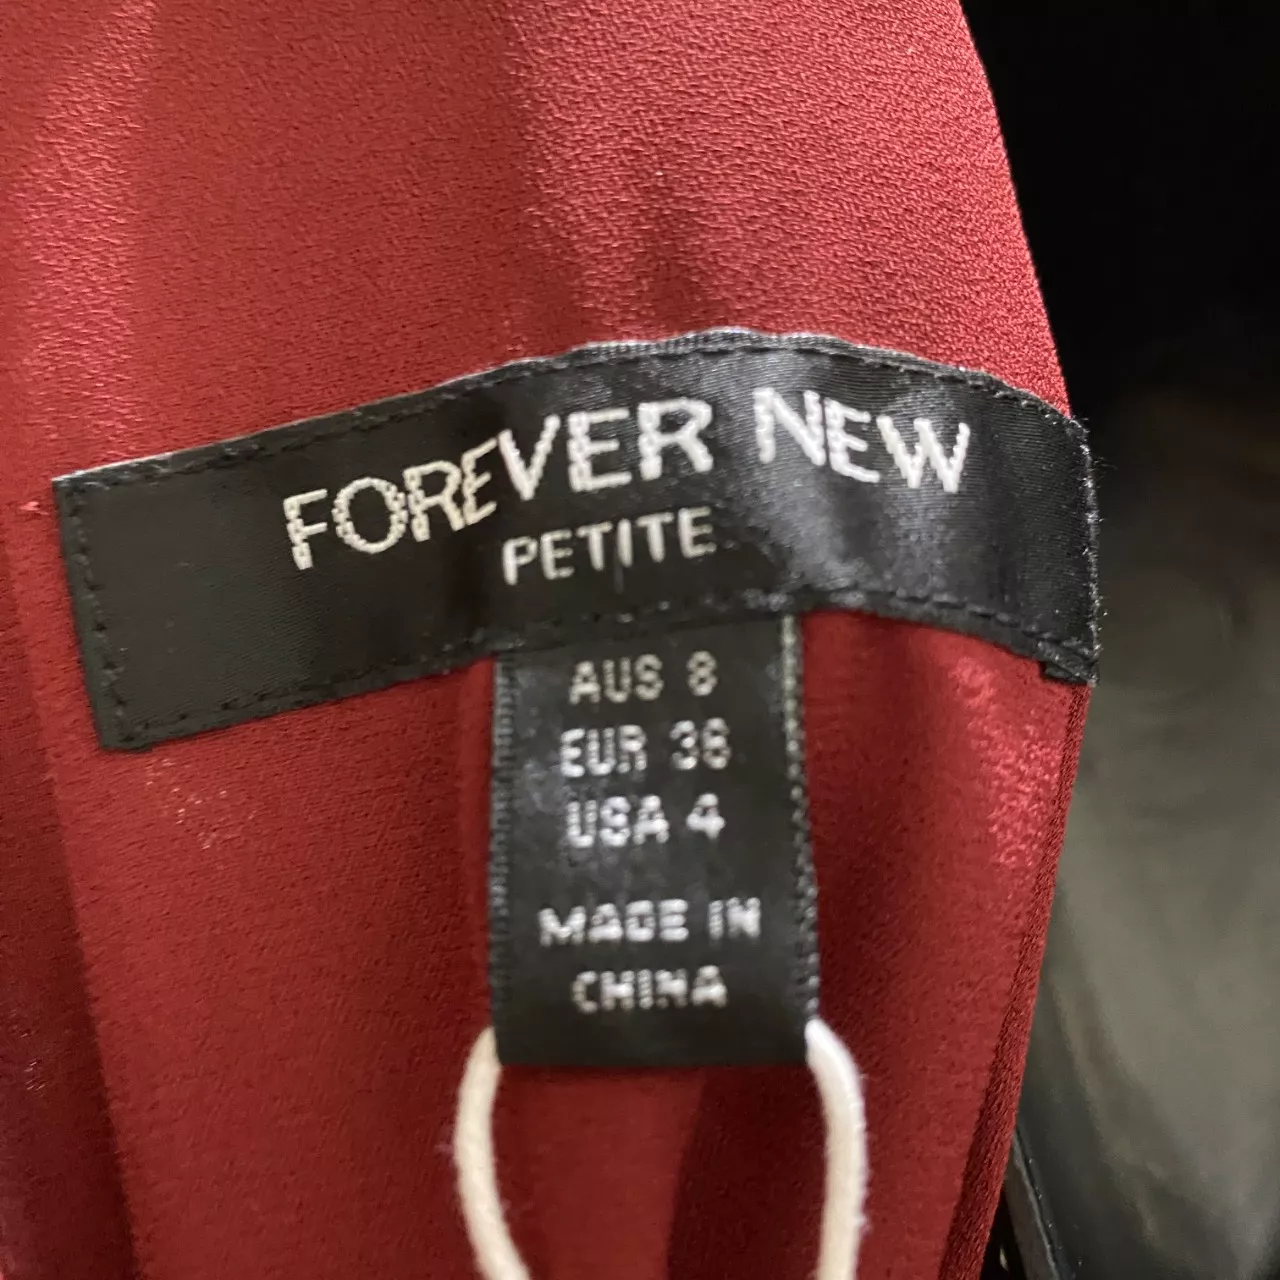 FOREVER NEW
PETITE
AUS 8
EUR 36
USA 4
MADE IN
CHINA